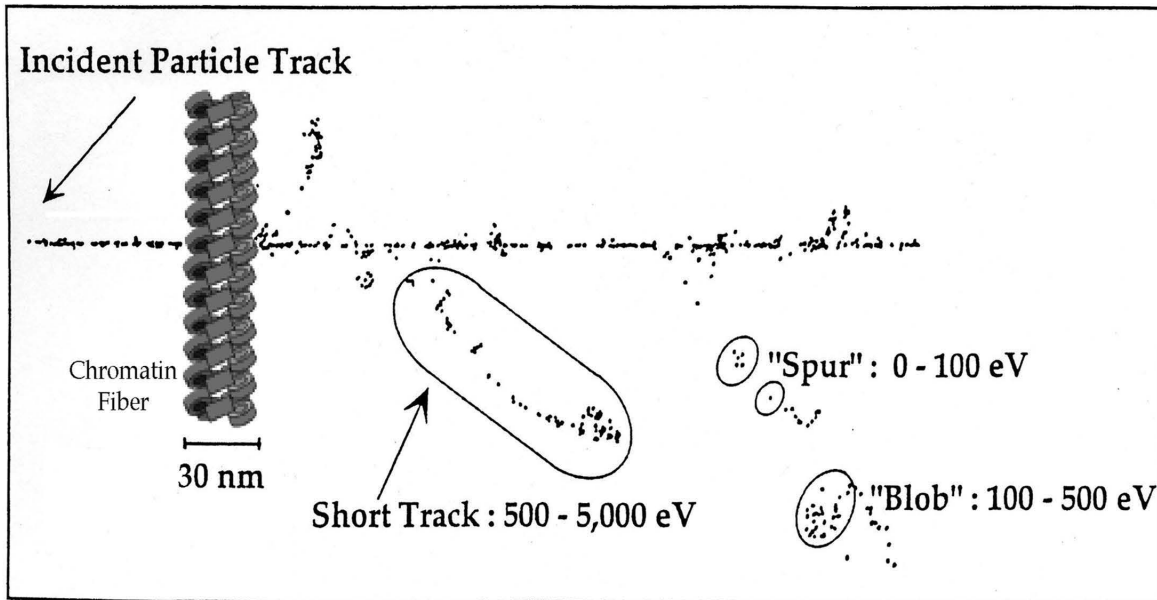 Incident Particle Track
Chromatin
Fiber
30 nm
Short Track : 500 - 5,000 eV
"Spur" : 0 - 100 eV
"Blob" : 100 - 500 eV